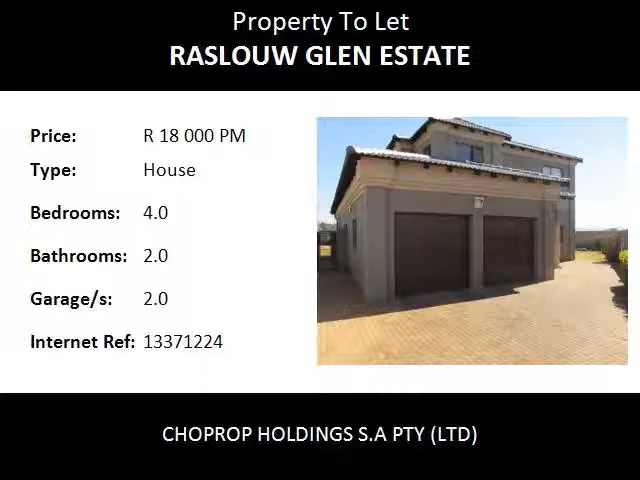 Property To Let
RASLOUW GLEN ESTATE
Price: R 18 000 PM
Type: House
Bedrooms: 4.0
Bathrooms: 2.0
Garage/s: 2.0
Internet Ref: 13371224
CHOPROP HOLDINGS S.A PTY (LTD)